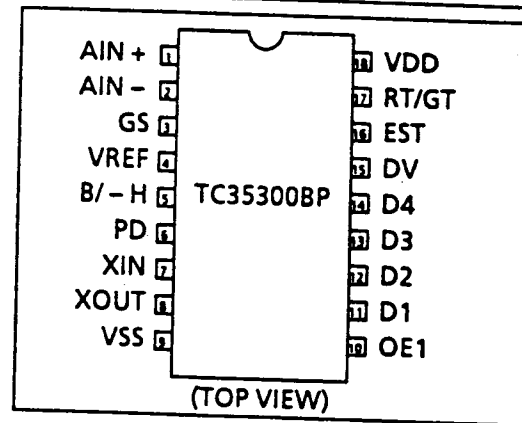 AIN + 1
AIN – 2
GS 3
VREF 4
B/ – H 5
PD 6
XIN 7
XOUT 8
VSS 9
TC35300BP
18 VDD
17 RT/GT
16 EST
15 DV
14 D4
13 D3
12 D2
11 D1
10 OE1
(TOP VIEW)